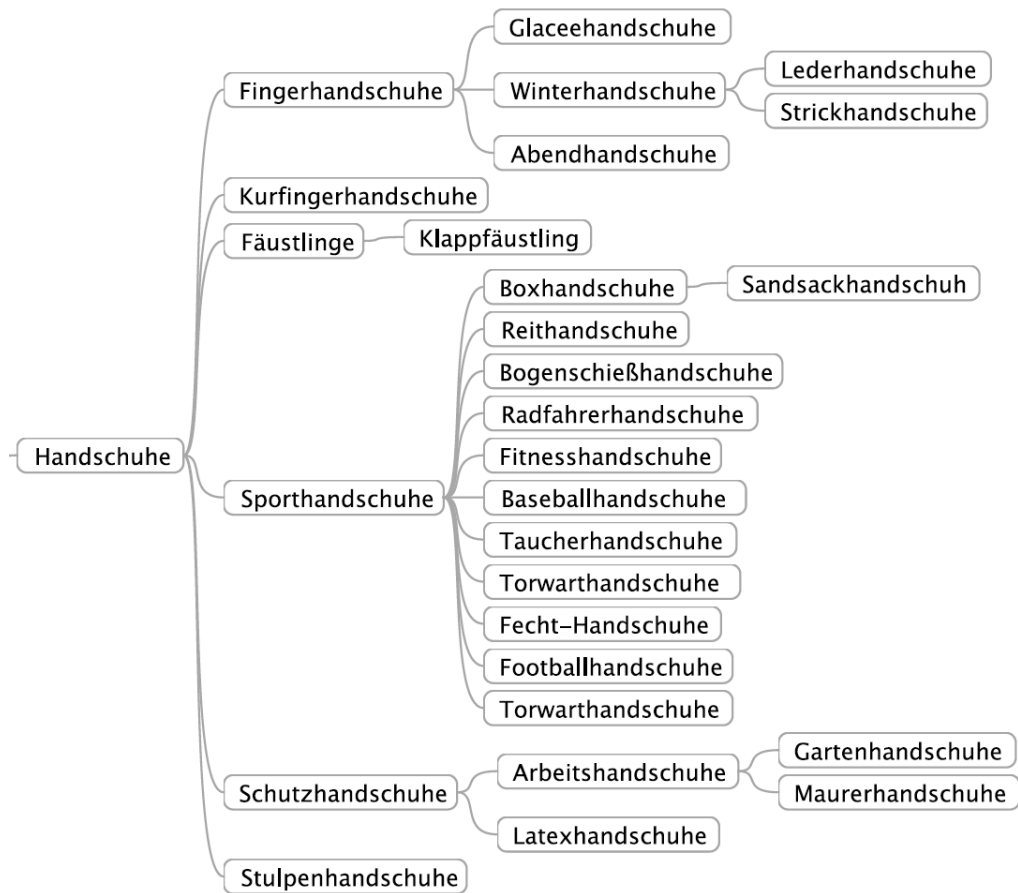 Glaceehandschuhe
Lederhandschuhe
Fingerhandschuhe
Winterhandschuhe
Strickhandschuhe
Abendhandschuhe
Kurfingerhandschuhe
Fäustlinge
Klappfäustling
Boxhandschuhe
Sandsackhandschuh
Reithandschuhe
Bogenschießhandschuhe
Radfahrerhandschuhe
Handschuhe
Fitnesshandschuhe
Sporthandschuhe
Baseballhandschuhe
Taucherhandschuhe
Torwarthandschuhe
Fecht-Handschuhe
Footballhandschuhe
Torwarthandschuhe
Gartenhandschuhe
Arbeitshandschuhe
Schutzhandschuhe
Maurerhandschuhe
Latexhandschuhe
Stulpenhandschuhe